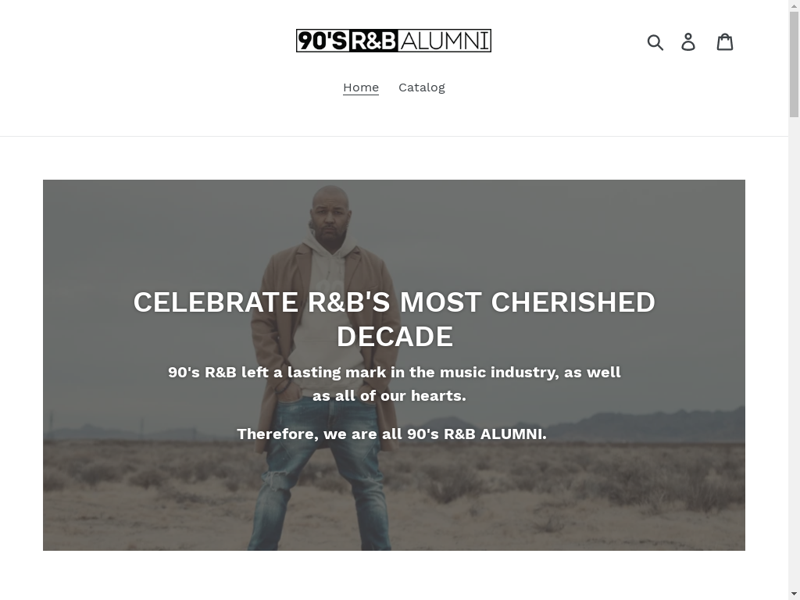 90'S R&B ALUMNI
Home Catalog
CELEBRATE R&B'S MOST CHERISHED
DECADE
90's R&B left a lasting mark in the music industry, as well
as all of our hearts.
Therefore, we are all 90's R&B ALUMNI.